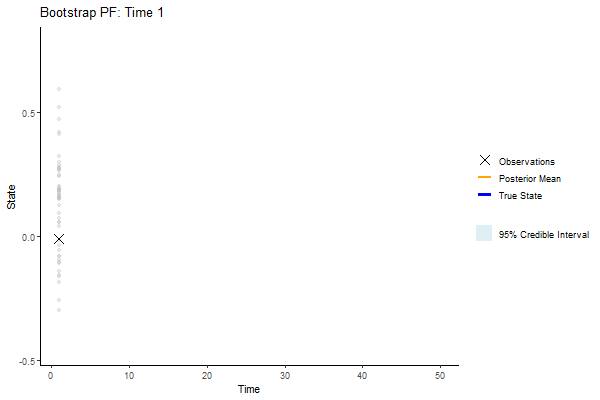 Bootstrap PF: Time 1
State
0.5
0.0
-0.5
0
10
20
30
40
50
Time
Observations
Posterior Mean
True State
95% Credible Interval